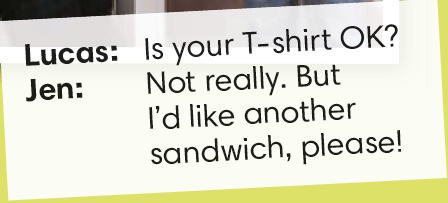 Lucas: Is your T-shirt OK?
Jen: Not really. But
I'd like another
sandwich, please!